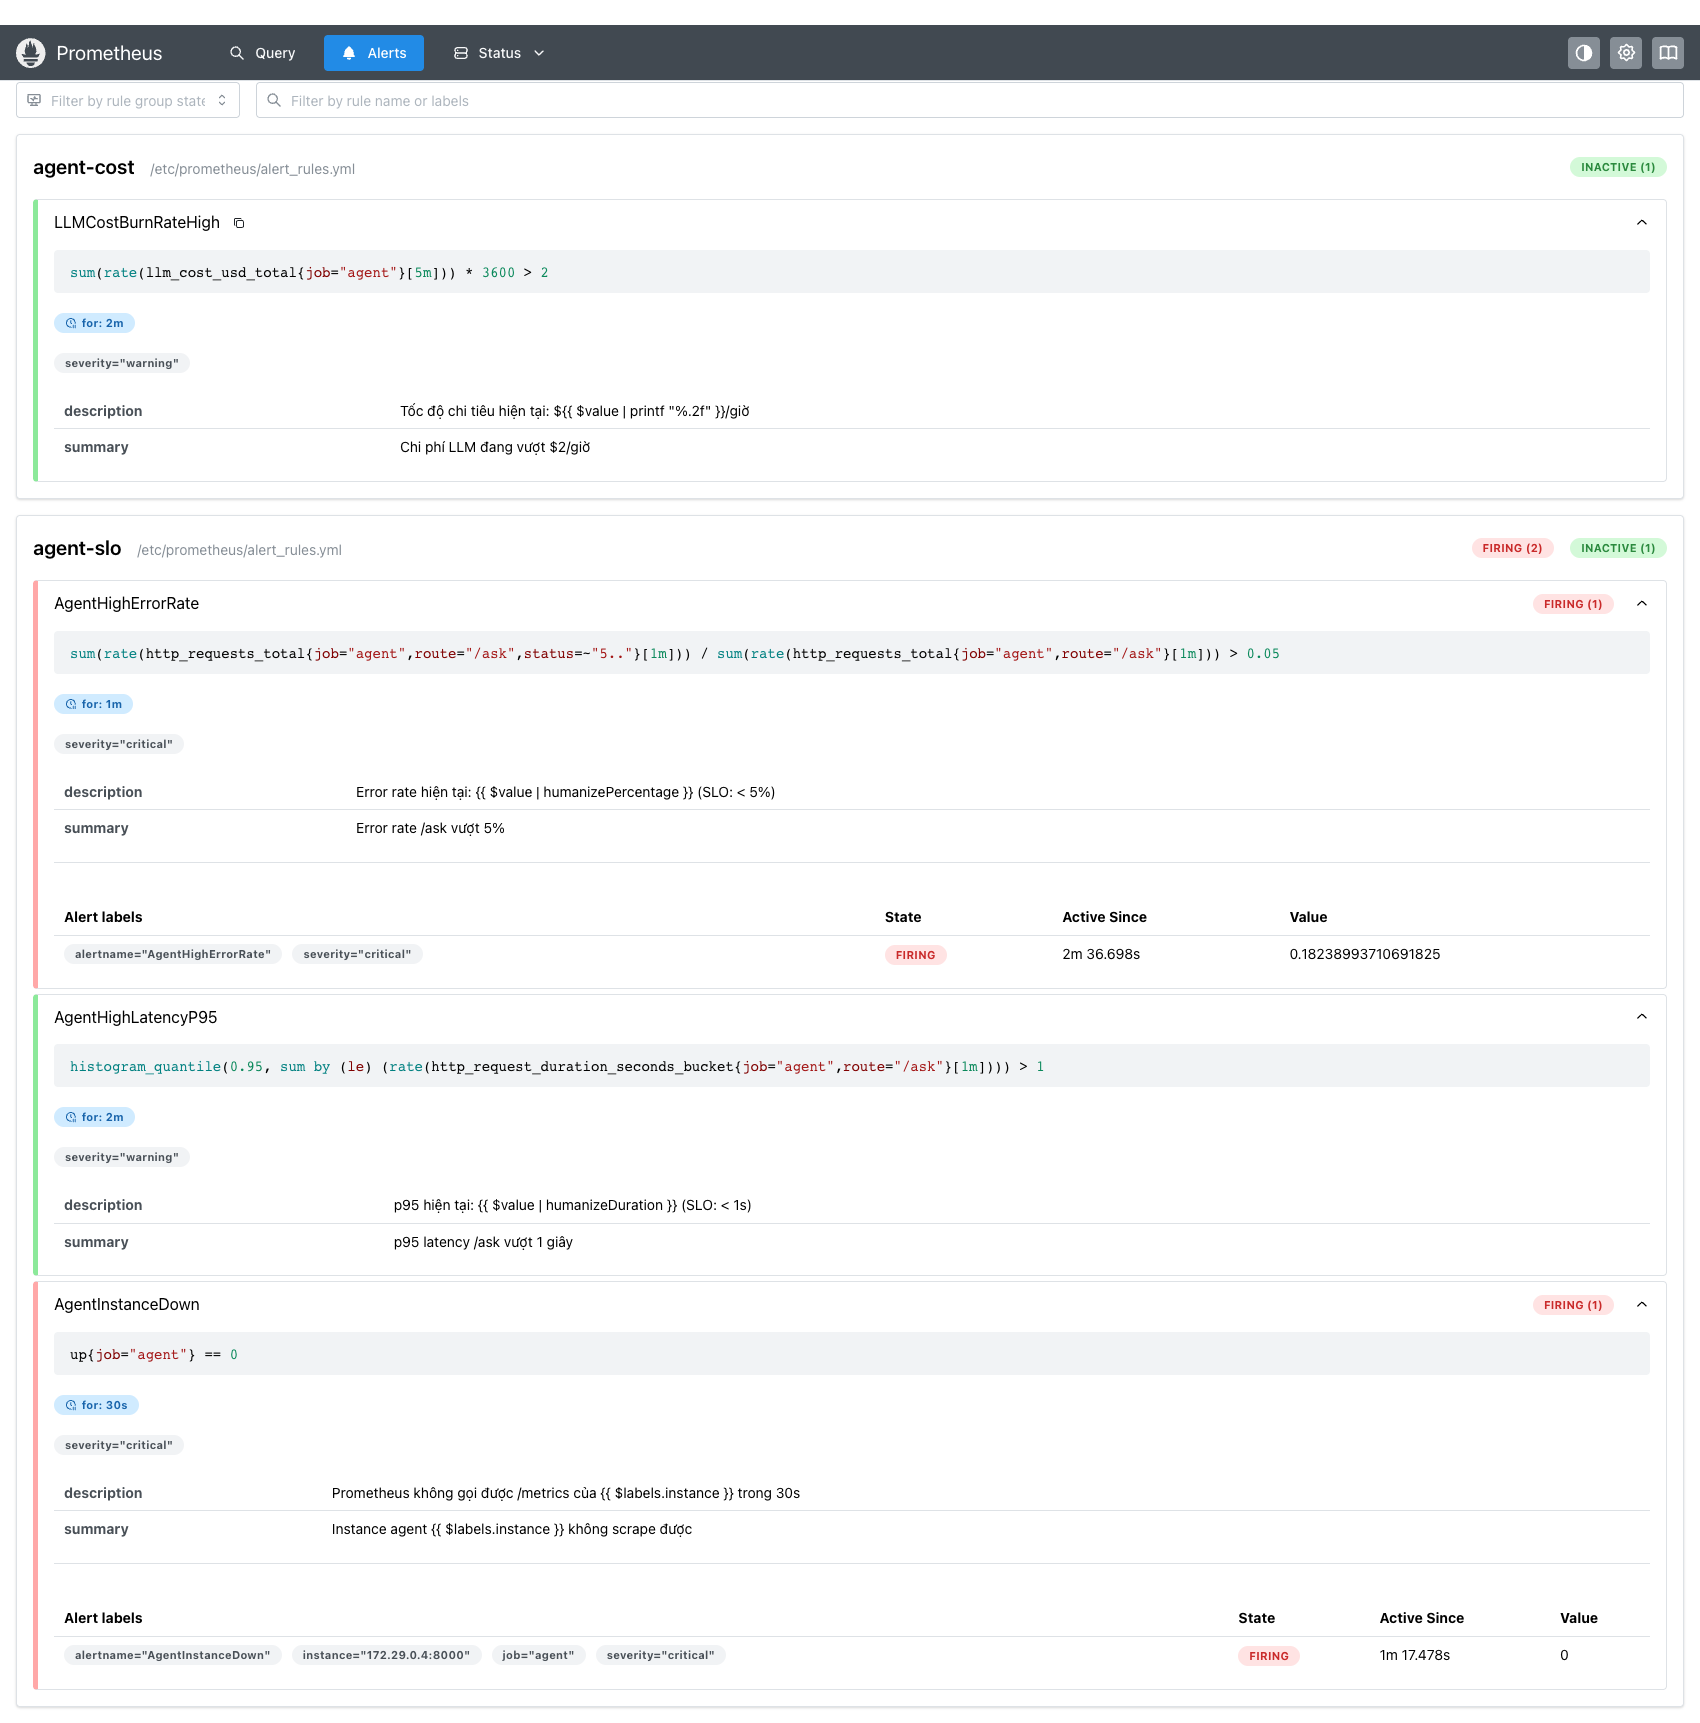 Prometheus Query Alerts Status
Filter by rule group state Filter by rule name or labels
agent-cost /etc/prometheus/alert_rules.yml INACTIVE (1)
LLMCostBurnRateHigh
sum(rate(llm_cost_usd_total{job="agent"}[5m])) * 3600 > 2
for: 2m
severity="warning"
description Tốc độ chi tiêu hiện tại: ${{ $value | printf "%.2f" }}/giờ
summary Chi phí LLM đang vượt $2/giờ
agent-slo /etc/prometheus/alert_rules.yml FIRING (2) INACTIVE (1)
AgentHighErrorRate FIRING (1)
sum(rate(http_requests_total{job="agent",route="/ask",status=~"5.."}[1m])) / sum(rate(http_requests_total{job="agent",route="/ask"}[1m])) > 0.05
for: 1m
severity="critical"
description Error rate hiện tại: {{ $value | humanizePercentage }} (SLO: < 5%)
summary Error rate /ask vượt 5%
Alert labels State Active Since Value
alertname="AgentHighErrorRate" severity="critical" FIRING 2m 36.698s 0.18238993710691825
AgentHighLatencyP95
histogram_quantile(0.95, sum by (le) (rate(http_request_duration_seconds_bucket{job="agent",route="/ask"}[1m]))) > 1
for: 2m
severity="warning"
description p95 hiện tại: {{ $value | humanizeDuration }} (SLO: < 1s)
summary p95 latency /ask vượt 1 giây
AgentInstanceDown FIRING (1)
up{job="agent"} == 0
for: 30s
severity="critical"
description Prometheus không gọi được /metrics của {{ $labels.instance }} trong 30s
summary Instance agent {{ $labels.instance }} không scrape được
Alert labels State Active Since Value
alertname="AgentInstanceDown" instance="172.29.0.4:8000" job="agent" severity="critical" FIRING 1m 17.478s 0